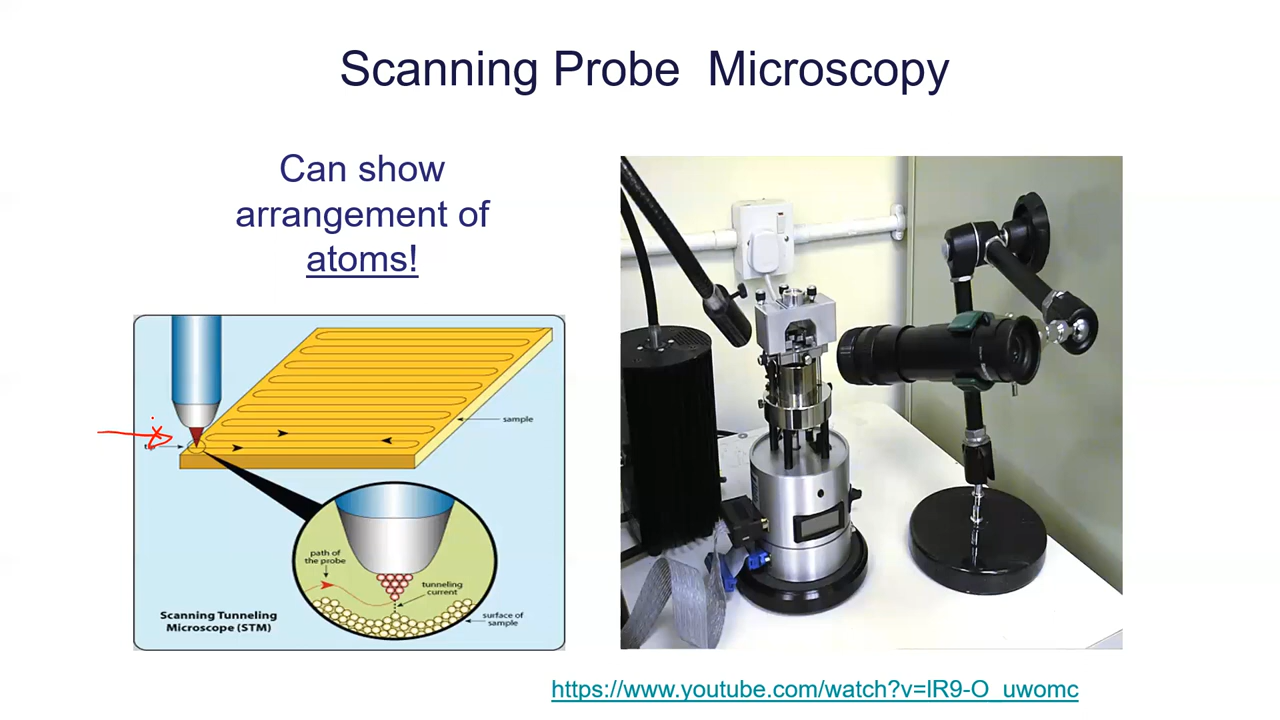 Scanning Probe Microscopy
Can show
arrangement of
atoms!
sample
path of
the probe
tunneling
current
surface of
sample
Scanning Tunneling
Microscope (STM)
https://www.youtube.com/watch?v=lR9-O_uwomc